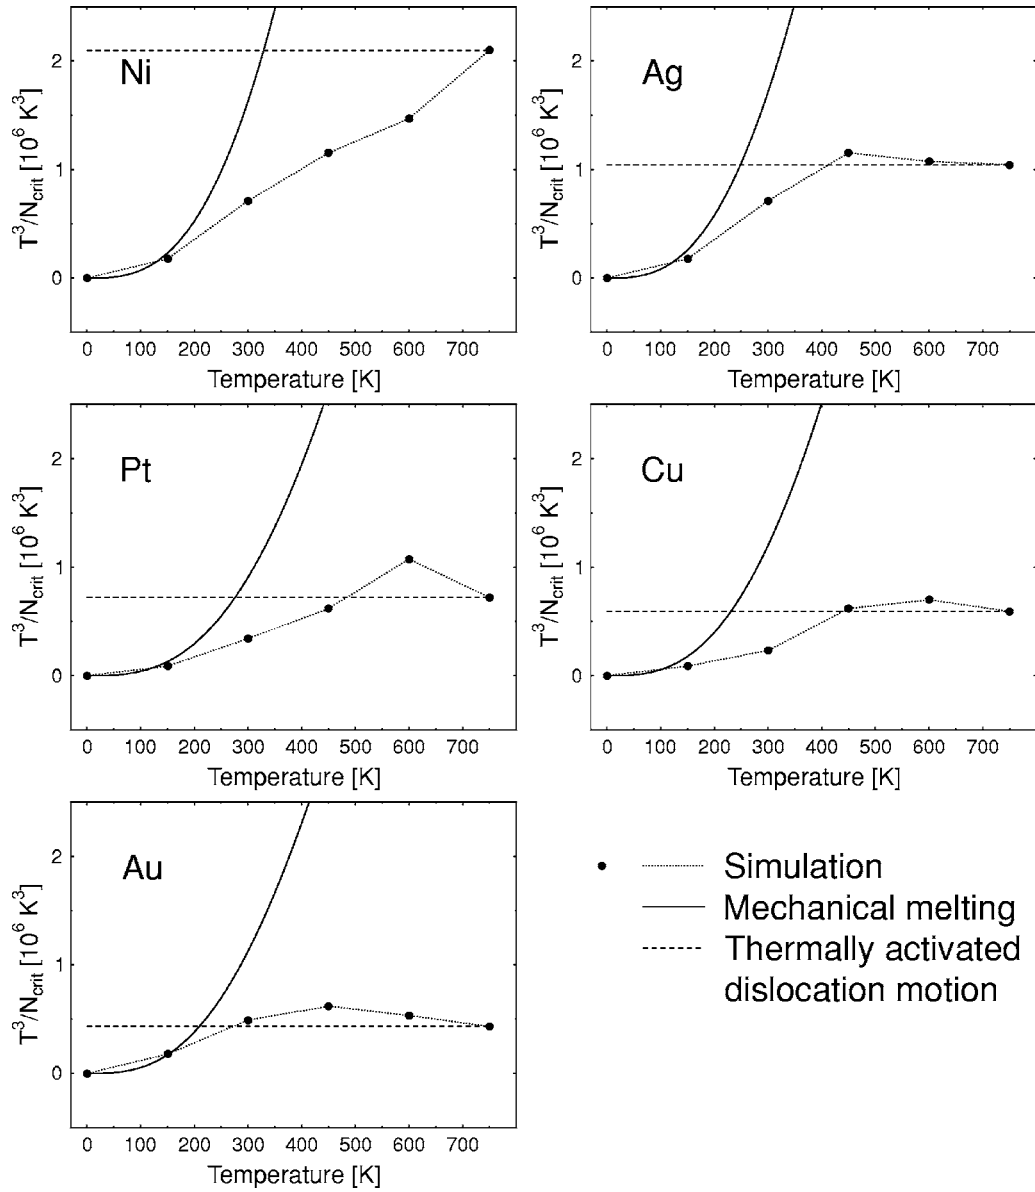 Ni
T³/N_crit [10⁶ K³]
2
1
0
0 100 200 300 400 500 600 700
Temperature [K]
Ag
T³/N_crit [10⁶ K³]
2
1
0
0 100 200 300 400 500 600 700
Temperature [K]
Pt
T³/N_crit [10⁶ K³]
2
1
0
0 100 200 300 400 500 600 700
Temperature [K]
Cu
T³/N_crit [10⁶ K³]
2
1
0
0 100 200 300 400 500 600 700
Temperature [K]
Au
T³/N_crit [10⁶ K³]
2
1
0
0 100 200 300 400 500 600 700
Temperature [K]
Simulation
Mechanical melting
Thermally activated
dislocation motion